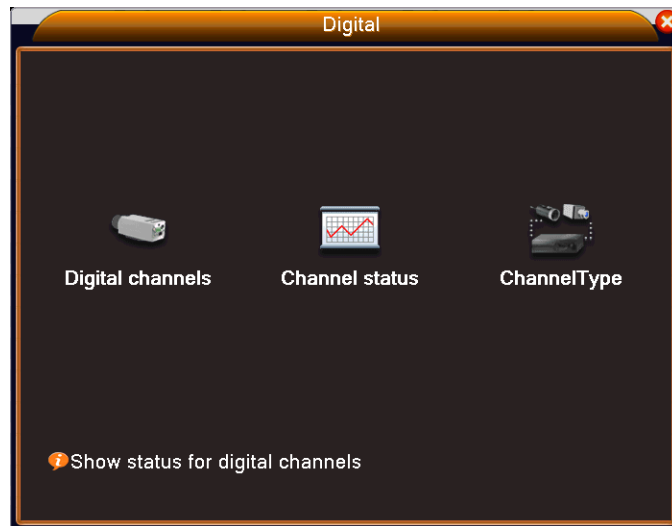 Digital
Digital channels
Channel status
ChannelType
Show status for digital channels